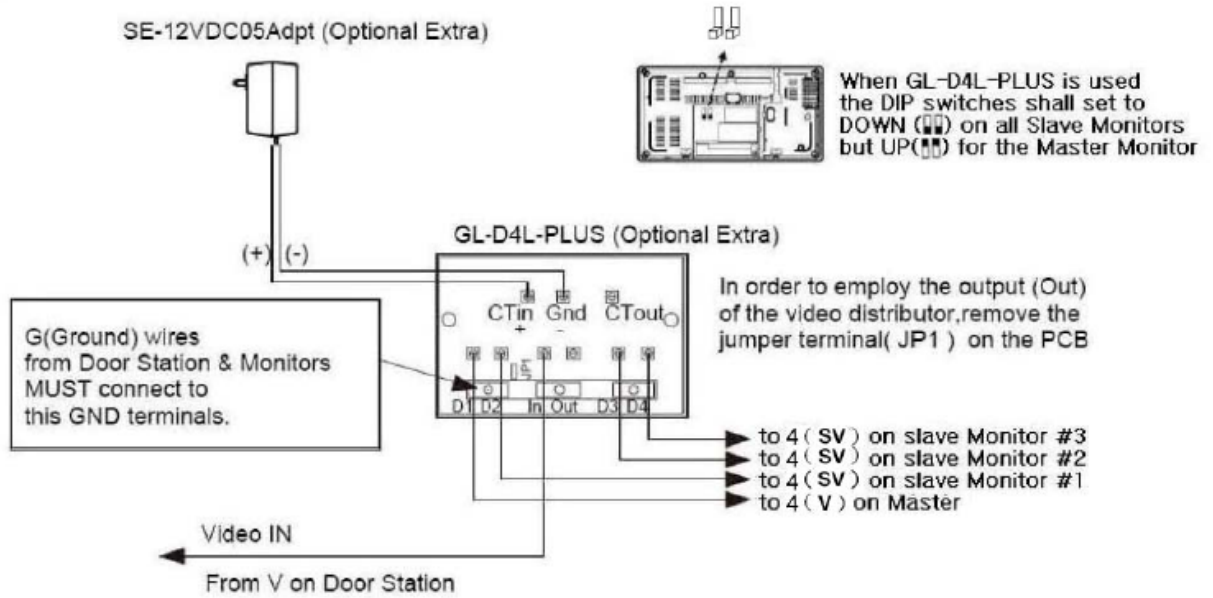 SE-12VDC05Adpt (Optional Extra)
When GL-D4L-PLUS is used
the DIP switches shall set to
DOWN ( ) on all Slave Monitors
but UP( ) for the Master Monitor
(+) (-)
GL-D4L-PLUS (Optional Extra)
CTin Gnd CTout
+ -
JP1
D1 D2 In Out D3 D4
In order to employ the output (Out)
of the video distributor,remove the
jumper terminal( JP1 ) on the PCB
G(Ground) wires
from Door Station & Monitors
MUST connect to
this GND terminals.
to 4 ( SV ) on slave Monitor #3
to 4 ( SV ) on slave Monitor #2
to 4 ( SV ) on slave Monitor #1
to 4 ( V ) on Master
Video IN
From V on Door Station